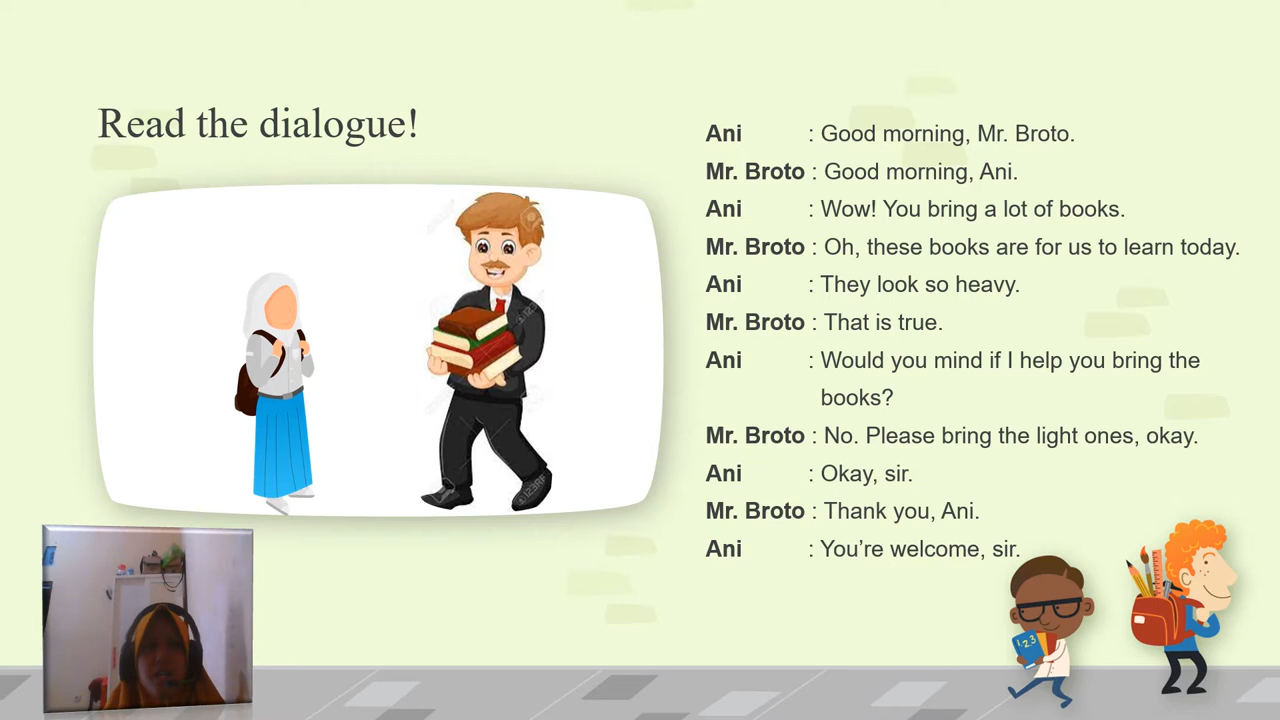 Read the dialogue!
Ani : Good morning, Mr. Broto.
Mr. Broto : Good morning, Ani.
Ani : Wow! You bring a lot of books.
Mr. Broto : Oh, these books are for us to learn today.
Ani : They look so heavy.
Mr. Broto : That is true.
Ani : Would you mind if I help you bring the
books?
Mr. Broto : No. Please bring the light ones, okay.
Ani : Okay, sir.
Mr. Broto : Thank you, Ani.
Ani : You’re welcome, sir.
123
123RF